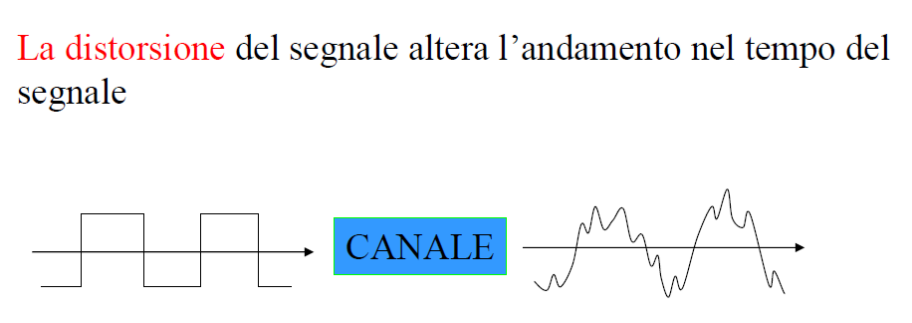 La distorsione del segnale altera l’andamento nel tempo del
segnale
CANALE